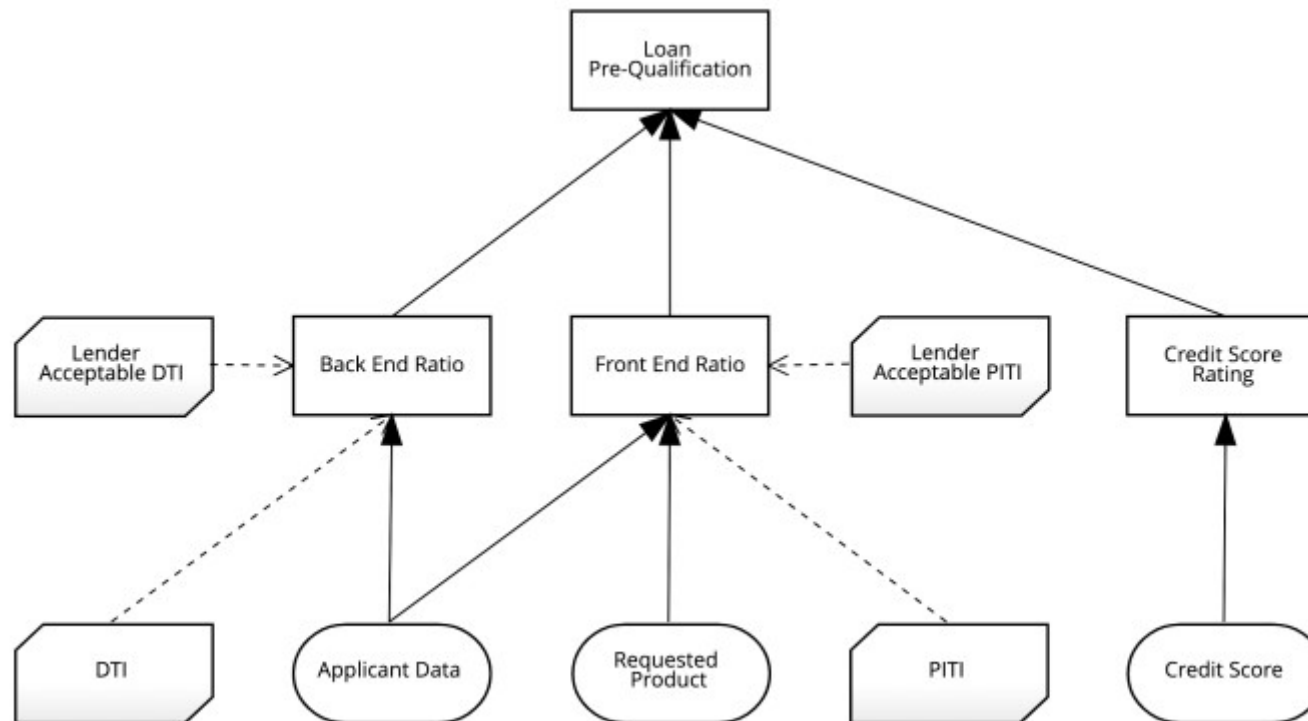 Loan
Pre-Qualification
Lender
Acceptable DTI
Back End Ratio
Front End Ratio
Lender
Acceptable PITI
Credit Score
Rating
DTI
Applicant Data
Requested
Product
PITI
Credit Score